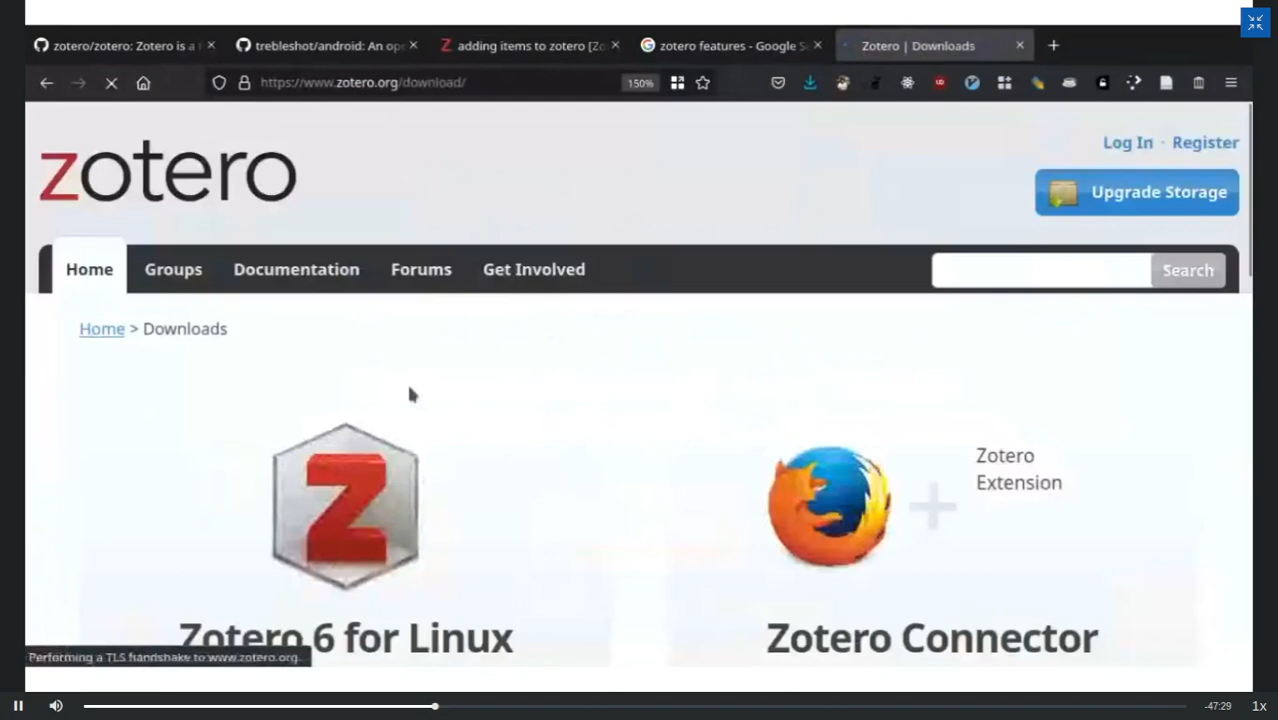 zotero/zotero: Zotero is a f
trebleshot/android: An ope
adding items to zotero [Zo
zotero features - Google Se
Zotero | Downloads
https://www.zotero.org/download/
150%
zotero
Log In · Register
Upgrade Storage
Home
Groups
Documentation
Forums
Get Involved
Search
Home > Downloads
Zotero
Extension
Zotero 6 for Linux
Zotero Connector
Performing a TLS handshake to www.zotero.org…
-47:29
1x